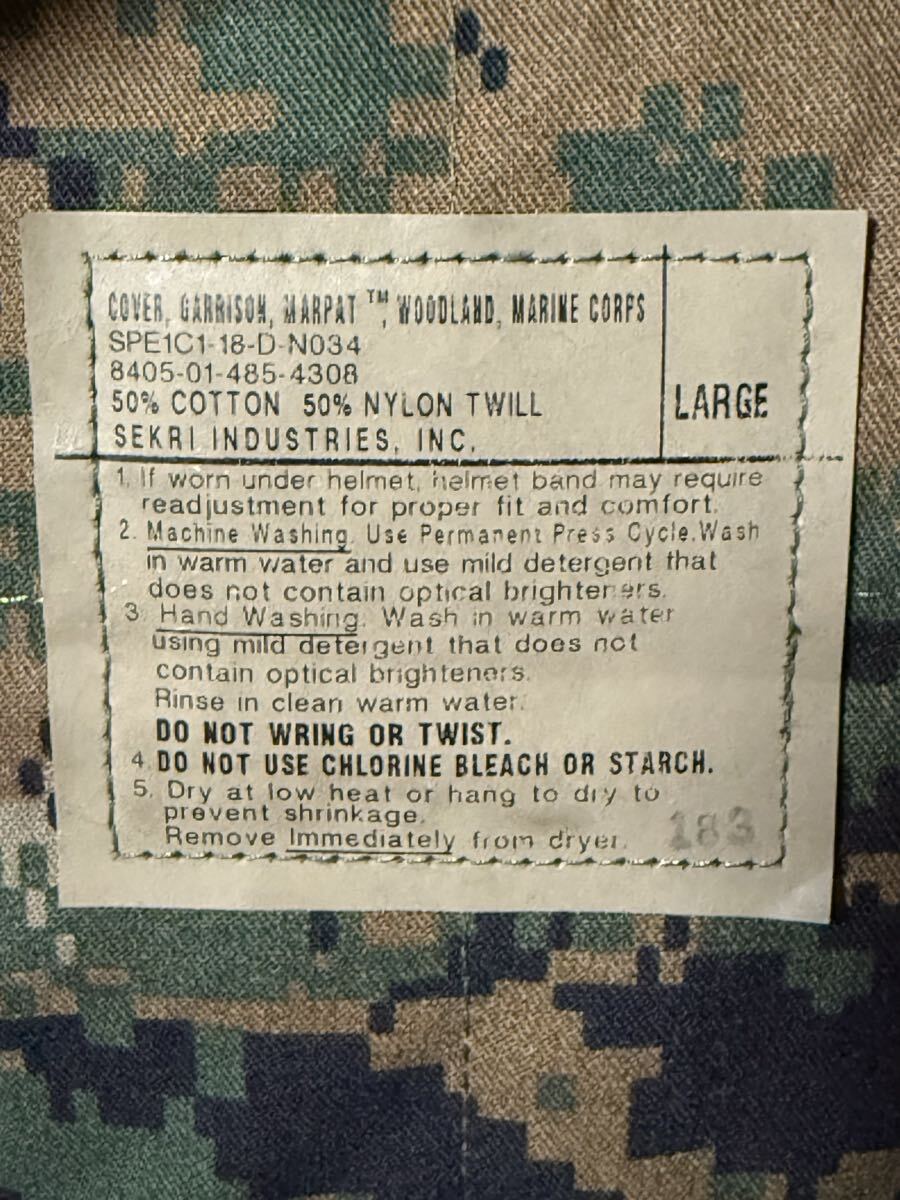 COVER, GARRISON, MARPAT™, WOODLAND, MARINE CORPS
SPE1C1-18-D-N034
8405-01-485-4308
50% COTTON 50% NYLON TWILL
SEKRI INDUSTRIES, INC.
LARGE
1. If worn under helmet, helmet band may require
readjustment for proper fit and comfort.
2. Machine Washing. Use Permanent Press Cycle. Wash
in warm water and use mild detergent that
does not contain optical brighteners.
3. Hand Washing. Wash in warm water
using mild detergent that does not
contain optical brighteners.
Rinse in clean warm water.
DO NOT WRING OR TWIST.
4. DO NOT USE CHLORINE BLEACH OR STARCH.
5. Dry at low heat or hang to dry to
prevent shrinkage.
Remove Immediately from dryer.
183